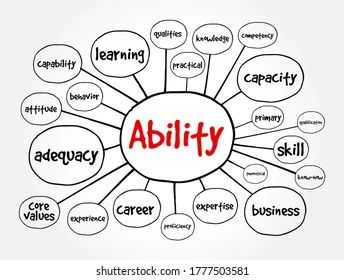 qualities
knowledge
competency
learning
practical
capability
capacity
behavior
attitude
primary
qualification
Ability
adequacy
skill
know-how
core
values
experience
career
proficiency
expertise
business
shutterstock.com · 1777503581